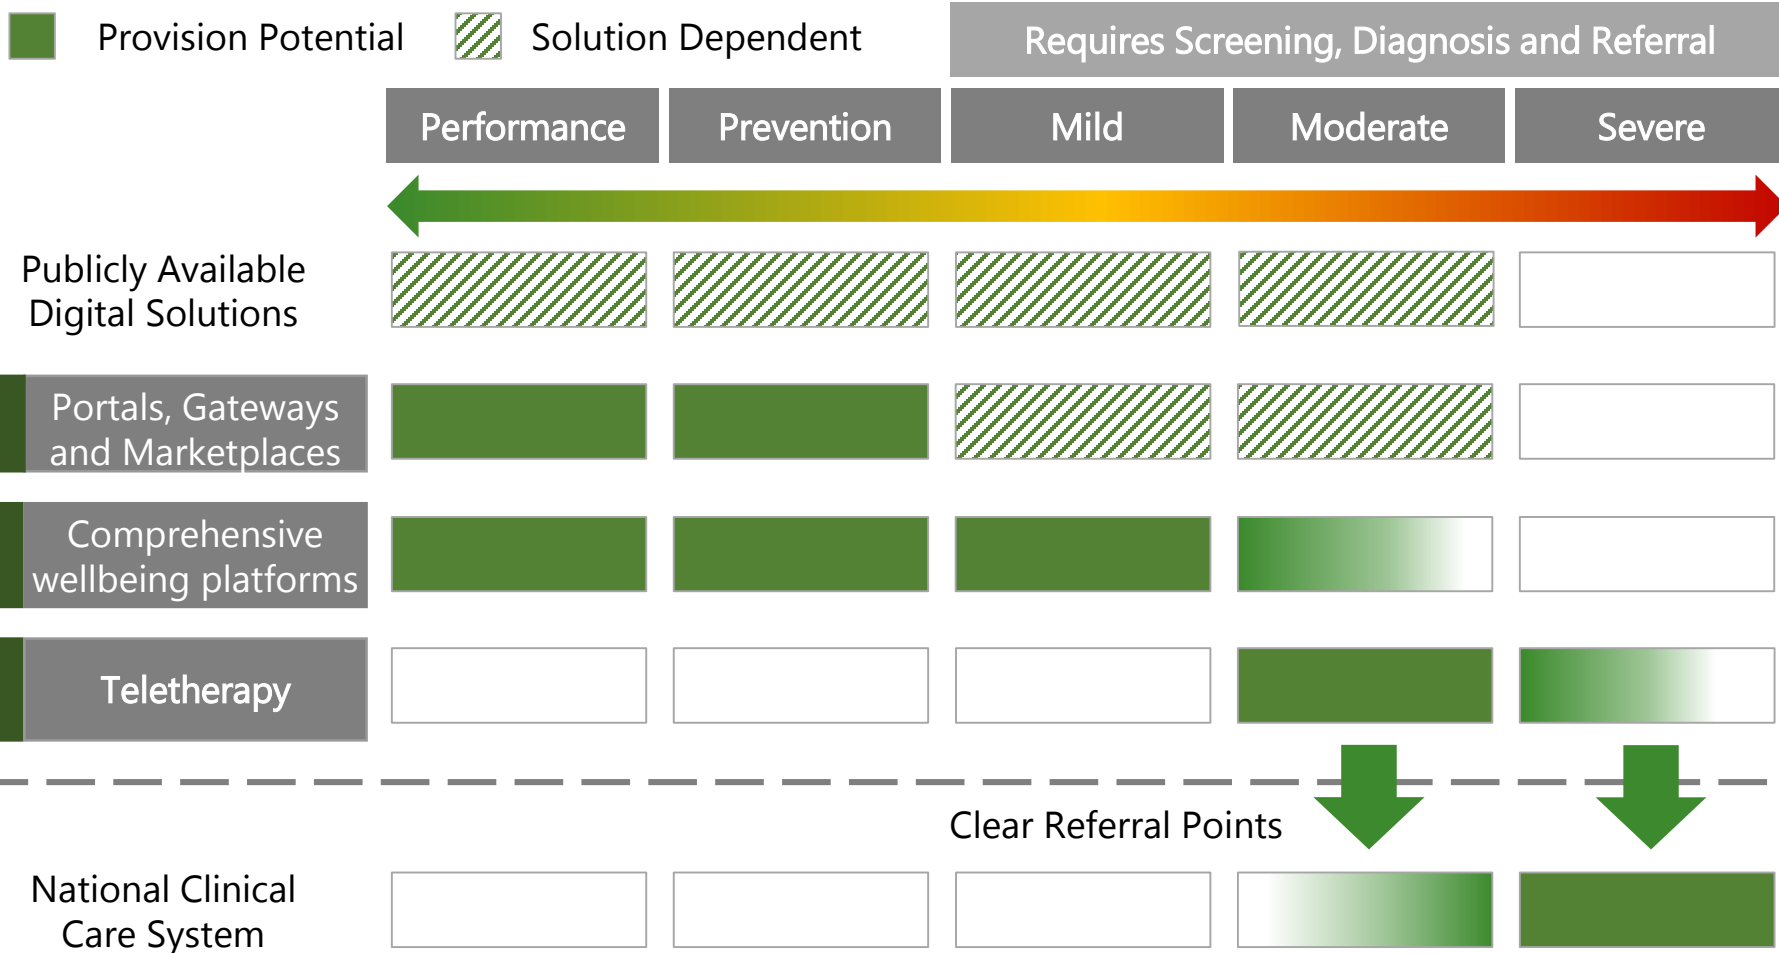 Provision Potential
Solution Dependent
Requires Screening, Diagnosis and Referral
Performance
Prevention
Mild
Moderate
Severe
Publicly Available
Digital Solutions
Portals, Gateways
and Marketplaces
Comprehensive
wellbeing platforms
Teletherapy
Clear Referral Points
National Clinical
Care System